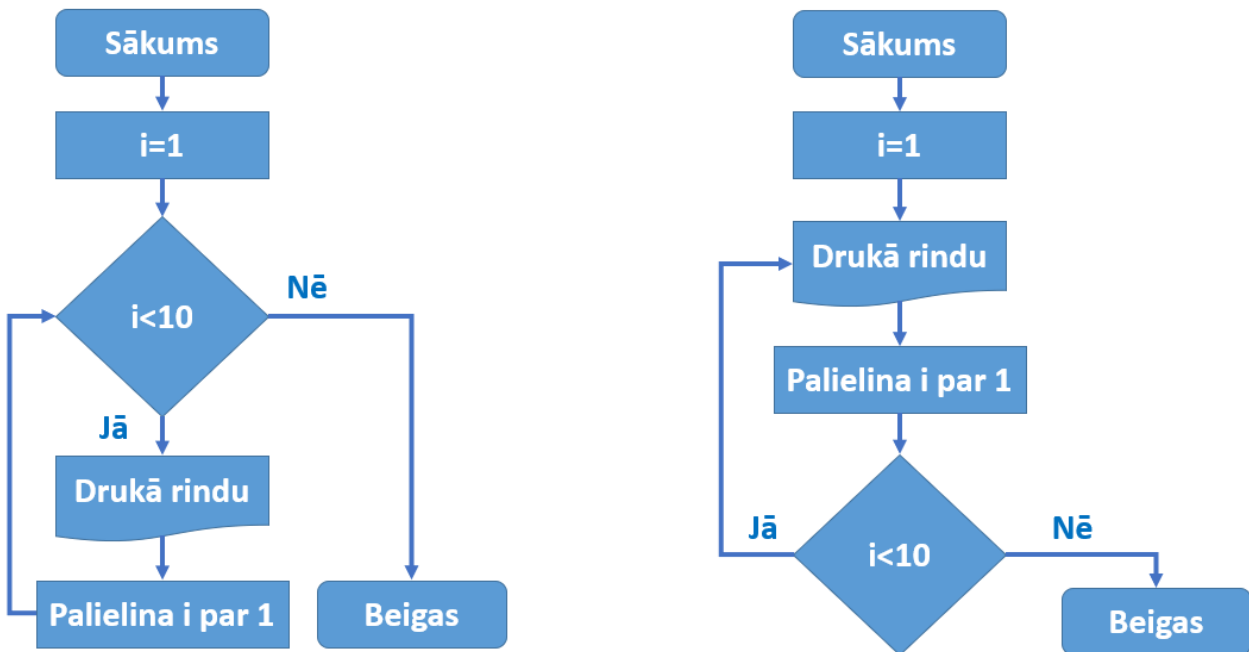 Sākums
i=1
i<10
Nē
Jā
Drukā rindu
Palielina i par 1
Beigas
Sākums
i=1
Drukā rindu
Palielina i par 1
i<10
Jā
Nē
Beigas